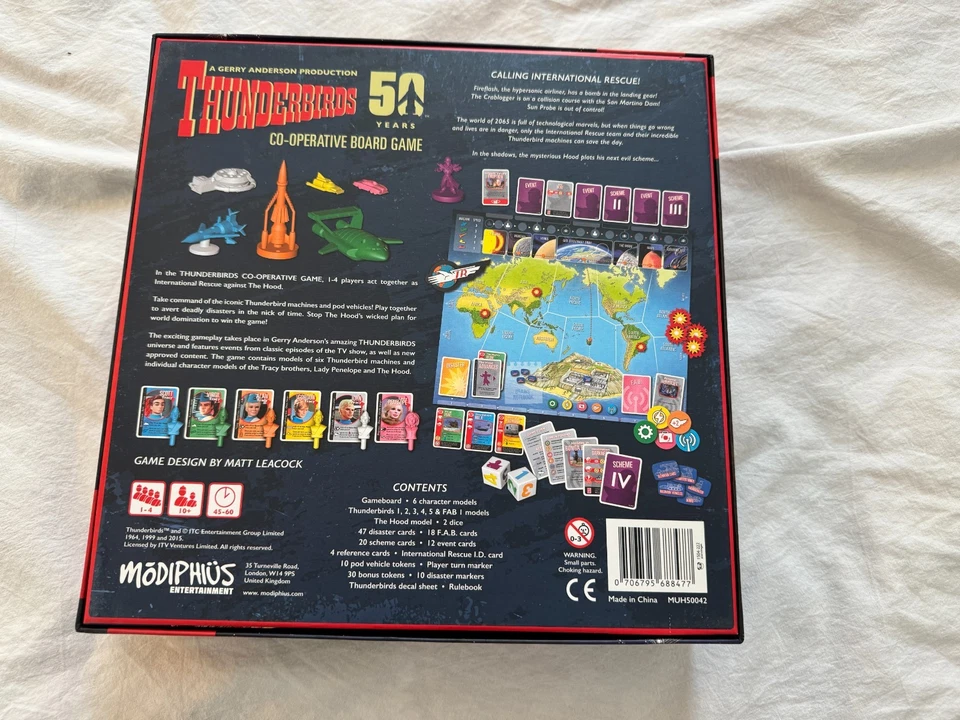 A GERRY ANDERSON PRODUCTION
THUNDERBIRDS
50
YEARS
CO-OPERATIVE BOARD GAME
CALLING INTERNATIONAL RESCUE!
Fireflash, the hypersonic airliner, has a bomb in the landing gear!
The Crablogger is on a collision course with the San Martino Dam!
Sun Probe is out of control!
The world of 2065 is full of technological marvels, but when things go wrong
and lives are in danger, only the International Rescue team and their incredible
Thunderbird machines can save the day.
In the shadows, the mysterious Hood plots his next evil scheme...
EVENT
EVENT
SCHEME
II
EVENT
SCHEME
III
In the THUNDERBIRDS CO-OPERATIVE GAME, 1-4 players act together as
International Rescue against The Hood.
Take command of the iconic Thunderbird machines and pod vehicles! Play together
to avert deadly disasters in the nick of time. Stop The Hood's wicked plan for
world domination to win the game!
The exciting gameplay takes place in Gerry Anderson's amazing THUNDERBIRDS
universe and features events from classic episodes of the TV show, as well as new
approved content. The game contains models of six Thunderbird machines and
individual character models of the Tracy brothers, Lady Penelope and The Hood.
IR
DISASTER
F.A.B.
SCHEME
IV
GAME DESIGN BY MATT LEACOCK
1-4
10+
45-60
CONTENTS
Gameboard • 6 character models
Thunderbirds 1, 2, 3, 4, 5 & FAB 1 models
The Hood model • 2 dice
47 disaster cards • 18 F.A.B. cards
20 scheme cards • 12 event cards
4 reference cards • International Rescue I.D. card
10 pod vehicle tokens • Player turn marker
30 bonus tokens • 10 disaster markers
Thunderbirds decal sheet • Rulebook
Thunderbirds™ and © ITC Entertainment Group Limited
1964, 1999 and 2015.
Licensed by ITV Ventures Limited. All rights reserved.
MōDIPHIÜS
ENTERTAINMENT
35 Turneville Road,
London, W14 9PS
United Kingdom
www.modiphius.com
0-3
WARNING.
Small parts.
Choking hazard.
CE
0 706795 688477
Made in China MUH50042